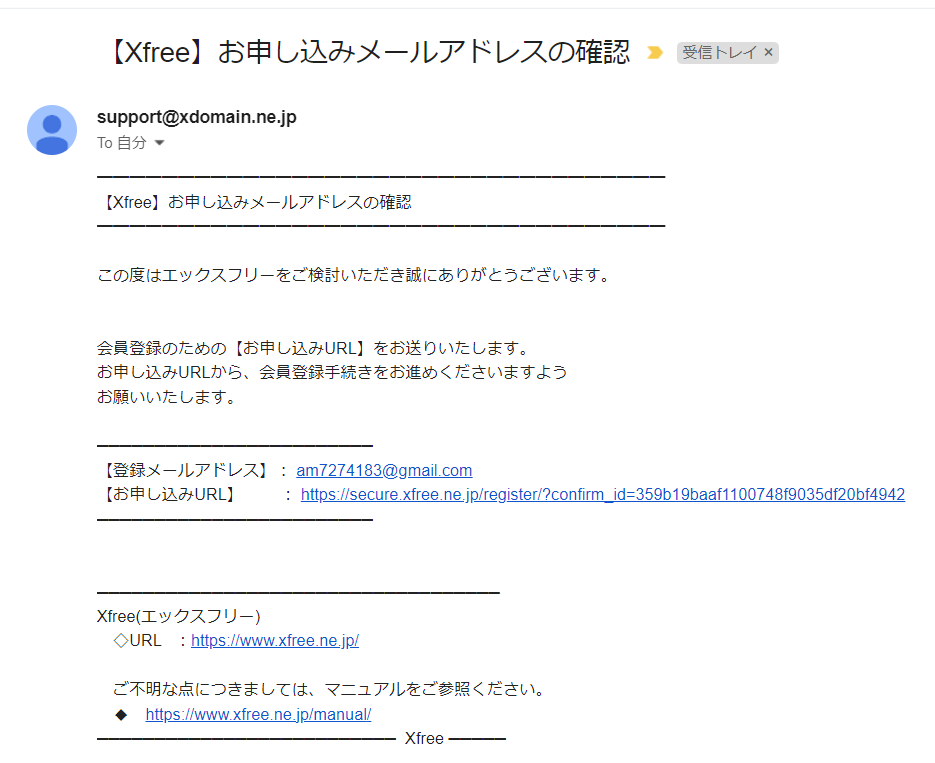 【Xfree】お申し込みメールアドレスの確認 受信トレイ ×
support@xdomain.ne.jp
To 自分
【Xfree】お申し込みメールアドレスの確認
この度はエックスフリーをご検討いただき誠にありがとうございます。
会員登録のための【お申し込みURL】をお送りいたします。
お申し込みURLから、会員登録手続きをお進めくださいますよう
お願いいたします。
【登録メールアドレス】： am7274183@gmail.com
【お申し込みURL】　　　： https://secure.xfree.ne.jp/register/?confirm_id=359b19baaf1100748f9035df20bf4942
Xfree(エックスフリー)
◇URL　：https://www.xfree.ne.jp/
ご不明な点につきましては、マニュアルをご参照ください。
◆　https://www.xfree.ne.jp/manual/
Xfree